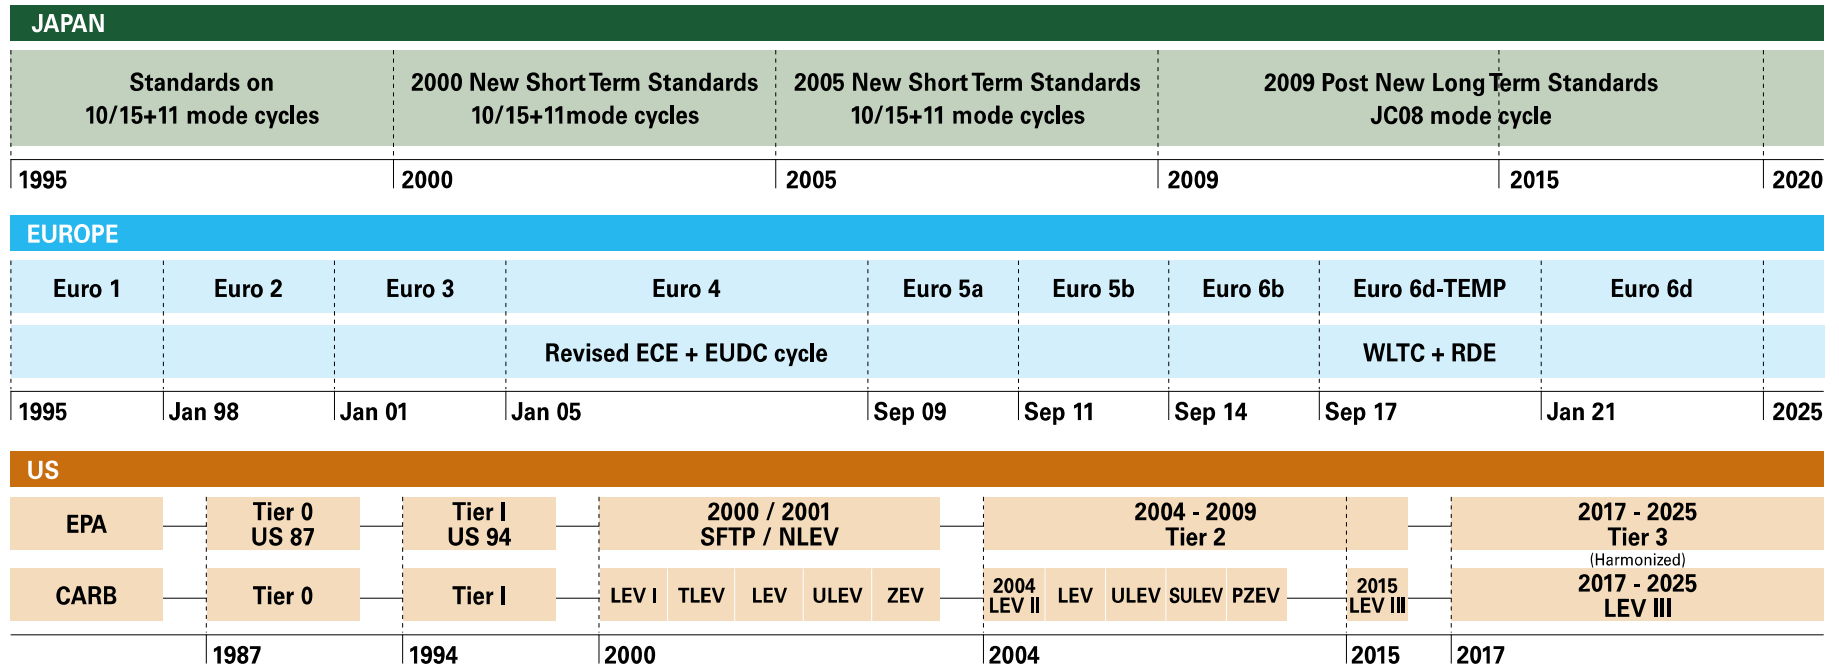 JAPAN
Standards on
10/15+11 mode cycles
2000 New Short Term Standards
10/15+11mode cycles
2005 New Short Term Standards
10/15+11 mode cycles
2009 Post New Long Term Standards
JC08 mode cycle
1995
2000
2005
2009
2015
2020
EUROPE
Euro 1
Euro 2
Euro 3
Euro 4
Euro 5a
Euro 5b
Euro 6b
Euro 6d-TEMP
Euro 6d
Revised ECE + EUDC cycle
WLTC + RDE
1995
Jan 98
Jan 01
Jan 05
Sep 09
Sep 11
Sep 14
Sep 17
Jan 21
2025
US
EPA
Tier 0
US 87
Tier I
US 94
2000 / 2001
SFTP / NLEV
2004 - 2009
Tier 2
2017 - 2025
Tier 3
(Harmonized)
CARB
Tier 0
Tier I
LEV I
TLEV
LEV
ULEV
ZEV
2004
LEV II
LEV
ULEV
SULEV
PZEV
2015
LEV III
2017 - 2025
LEV III
1987
1994
2000
2004
2015
2017